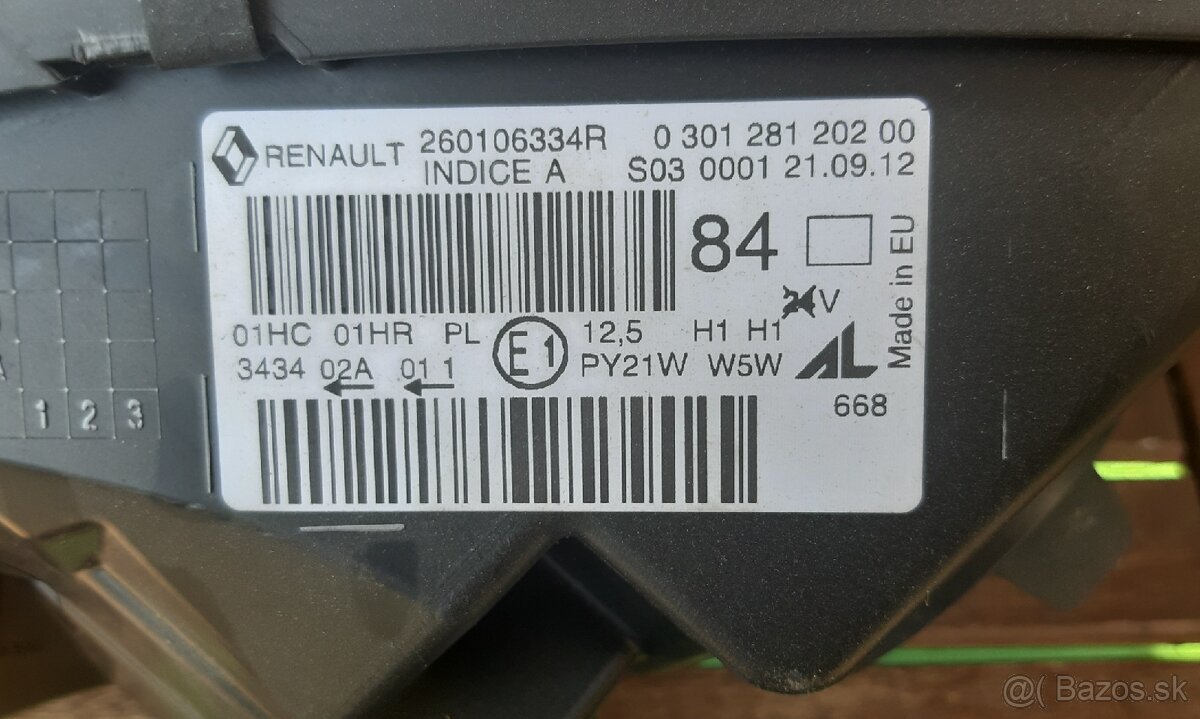 RENAULT 260106334R 0 301 281 202 00
INDICE A S03 0001 21.09.12
84
24V
Made in EU
01HC 01HR PL E1 12,5 H1 H1
3434 02A 01 1 PY21W W5W AL
668
1 2 3
@( Bazos.sk